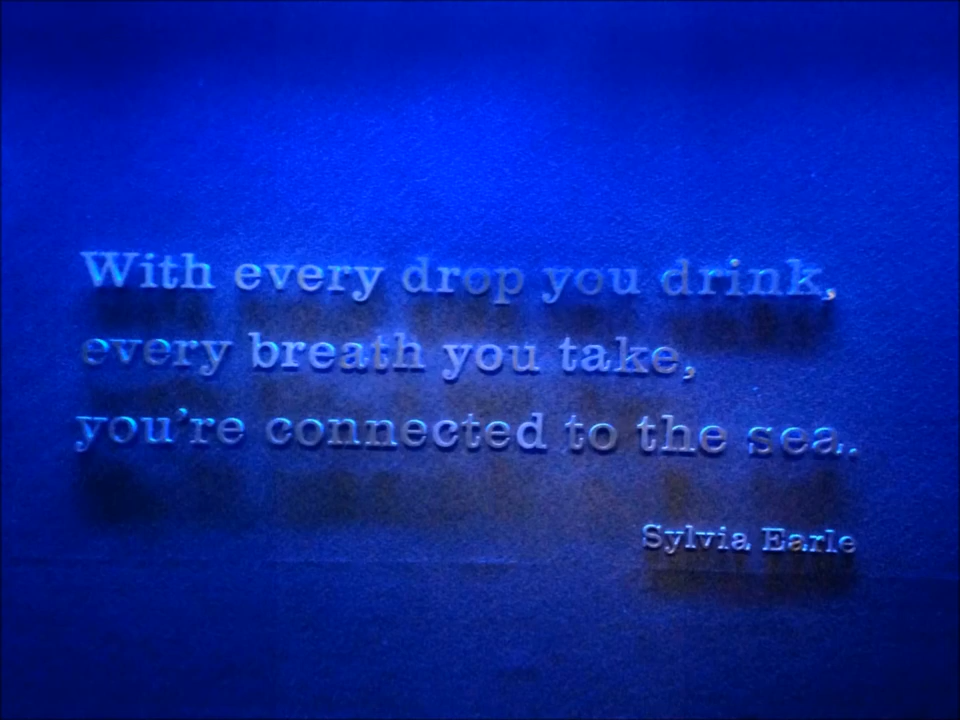 With every drop you drink,
every breath you take,
you're connected to the sea.
Sylvia Earle